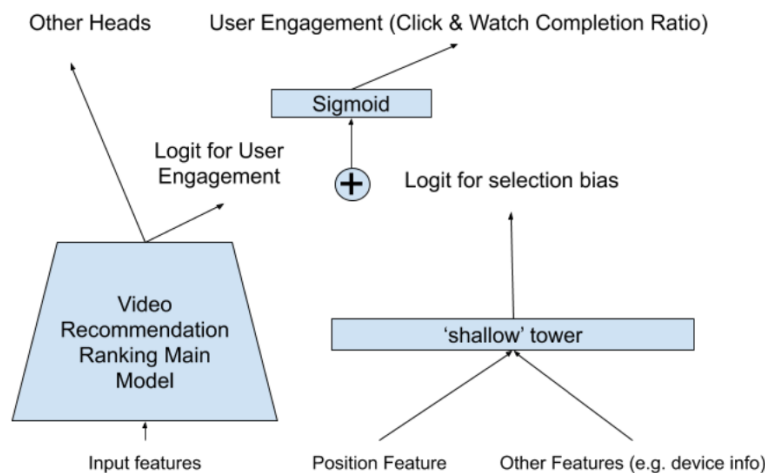 Other Heads
User Engagement (Click & Watch Completion Ratio)
Sigmoid
Logit for User
Engagement
+
Logit for selection bias
Video
Recommendation
Ranking Main
Model
'shallow' tower
Input features
Position Feature
Other Features (e.g. device info)